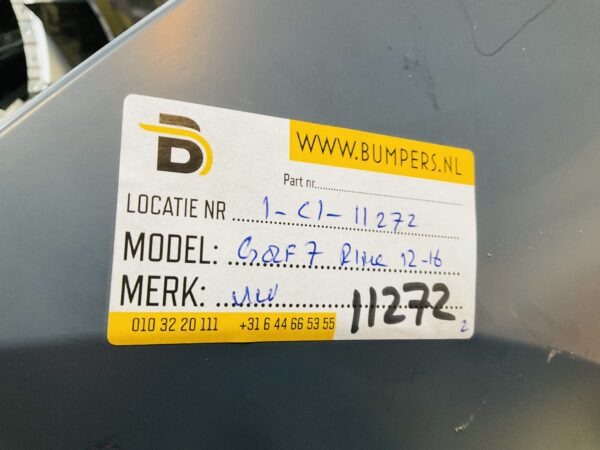 B
WWW.BUMPERS.NL
Part nr.
LOCATIE NR 1-C1-11272
MODEL: GOLF 7 Rline 12-16
MERK: VW
11272
2
010 32 20 111 +31 6 44 66 53 55